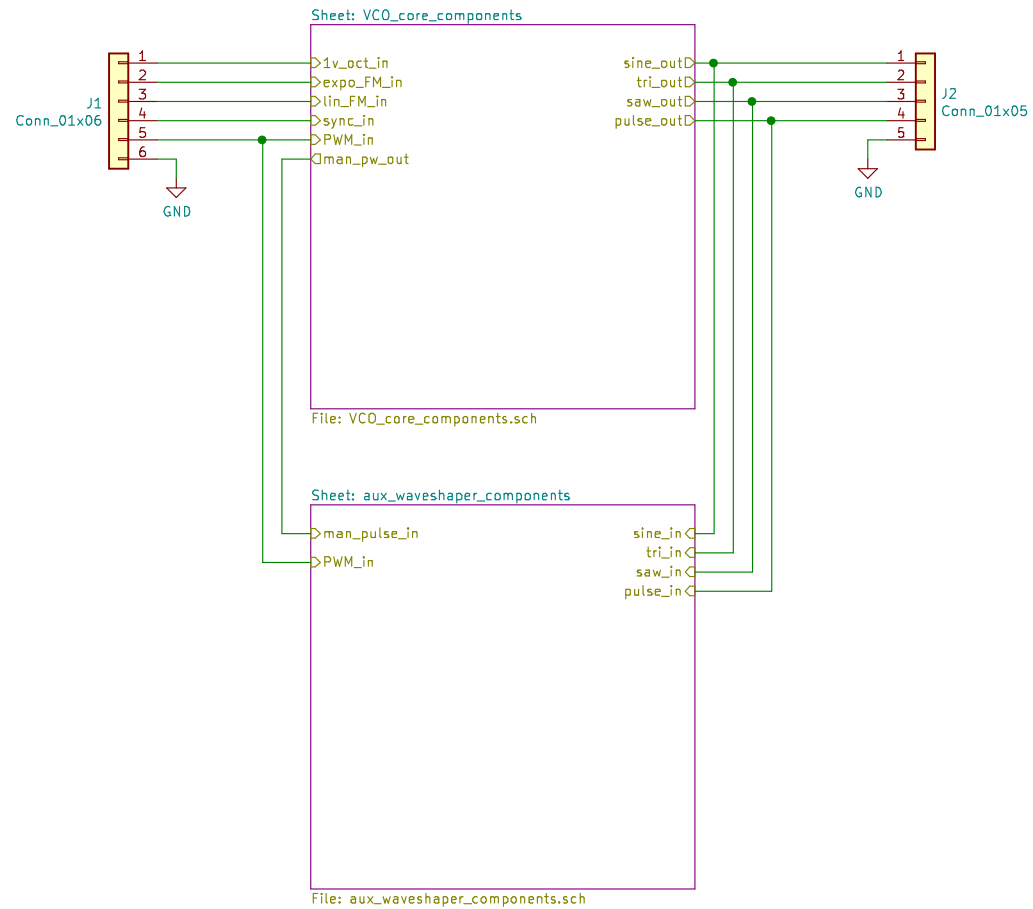 Sheet: VCO_core_components
J1
Conn_01x06
1
2
3
4
5
6
GND
1v_oct_in
expo_FM_in
lin_FM_in
sync_in
PWM_in
man_pw_out
sine_out
tri_out
saw_out
pulse_out
1
2
3
4
5
J2
Conn_01x05
GND
File: VCO_core_components.sch
Sheet: aux_waveshaper_components
man_pulse_in
PWM_in
sine_in
tri_in
saw_in
pulse_in
File: aux_waveshaper_components.sch